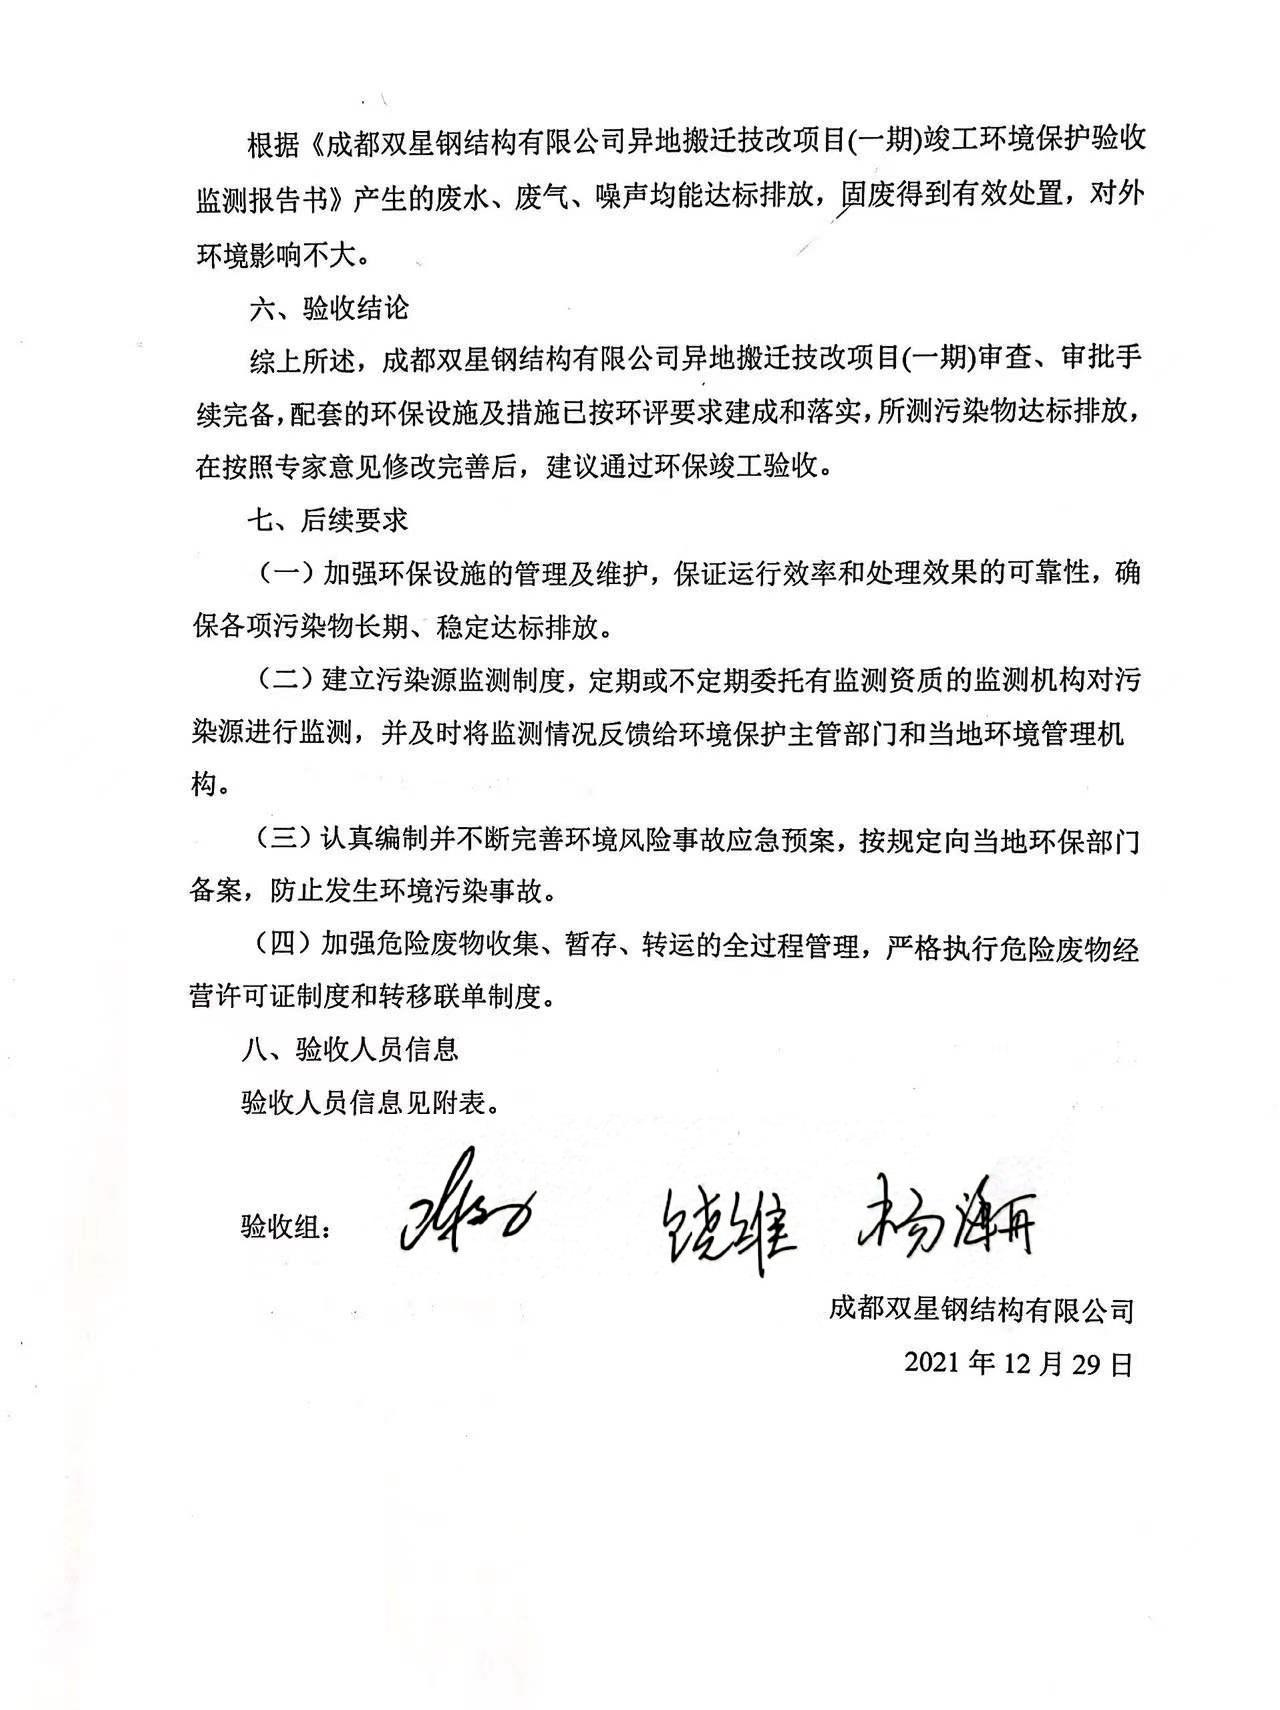 根据《成都双星钢结构有限公司异地搬迁技改项目(一期)竣工环境保护验收
监测报告书》产生的废水、废气、噪声均能达标排放，固废得到有效处置，对外
环境影响不大。
六、验收结论
综上所述，成都双星钢结构有限公司异地搬迁技改项目(一期)审查、审批手
续完备，配套的环保设施及措施已按环评要求建成和落实，所测污染物达标排放，
在按照专家意见修改完善后，建议通过环保竣工验收。
七、后续要求
（一）加强环保设施的管理及维护，保证运行效率和处理效果的可靠性，确
保各项污染物长期、稳定达标排放。
（二）建立污染源监测制度，定期或不定期委托有监测资质的监测机构对污
染源进行监测，并及时将监测情况反馈给环境保护主管部门和当地环境管理机
构。
（三）认真编制并不断完善环境风险事故应急预案，按规定向当地环保部门
备案，防止发生环境污染事故。
（四）加强危险废物收集、暂存、转运的全过程管理，严格执行危险废物经
营许可证制度和转移联单制度。
八、验收人员信息
验收人员信息见附表。
验收组： 饶维 杨
成都双星钢结构有限公司
2021 年 12 月 29 日